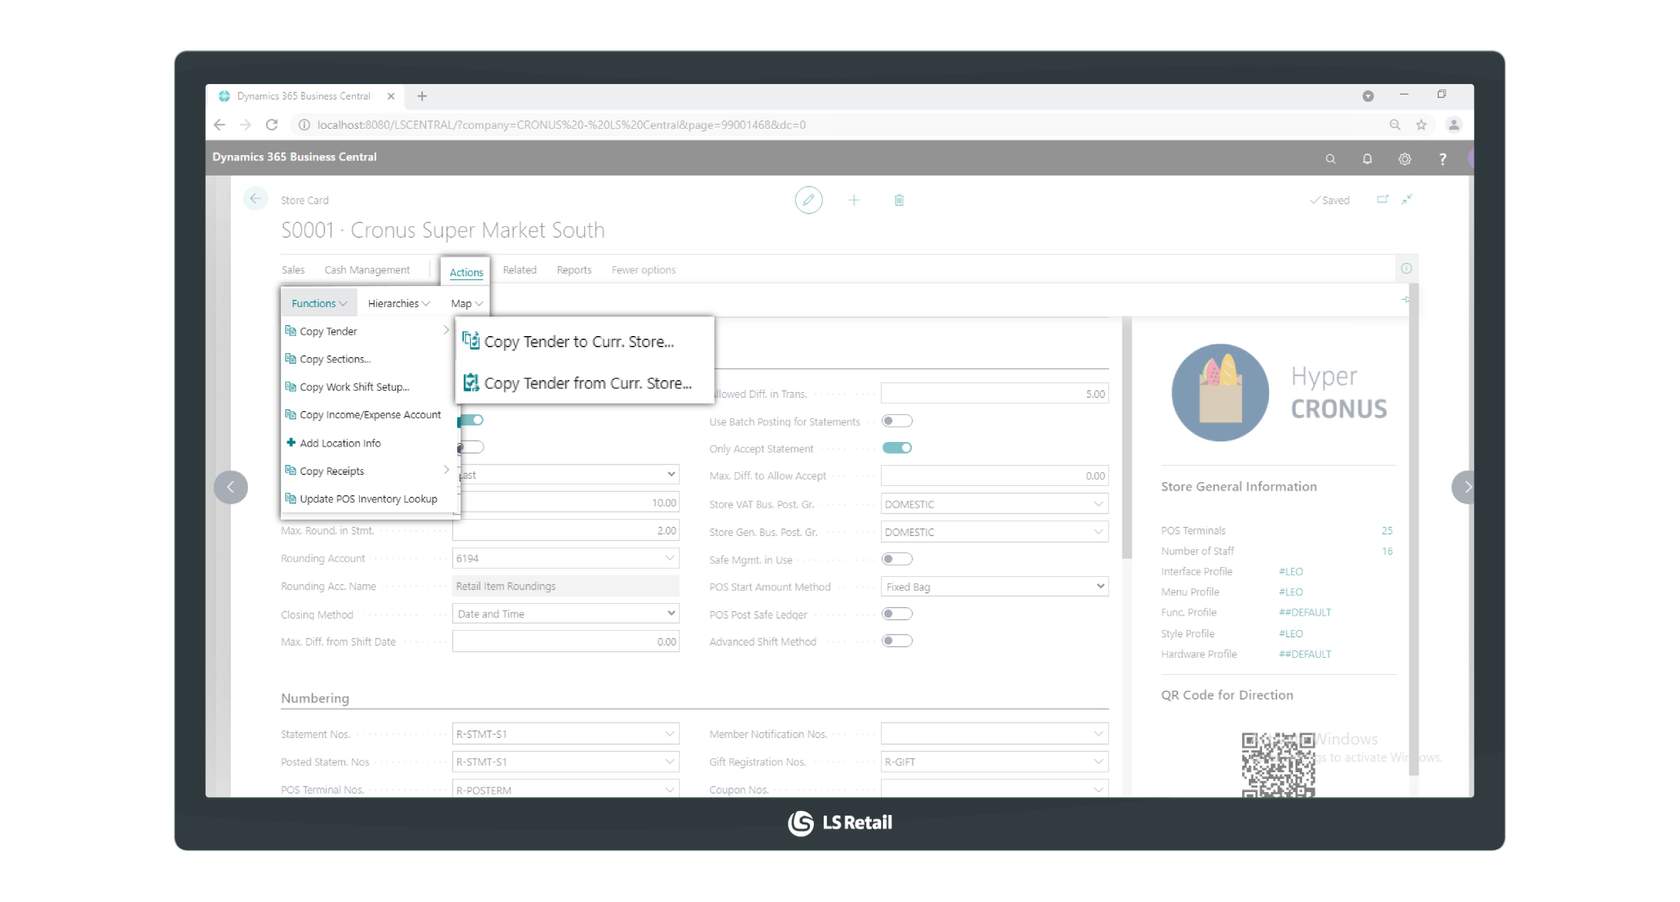 Dynamics 365 Business Central
localhost:8080/LSCENTRAL/?company=CRONUS%20-%20LS%20Central&page=99001468&dc=0
Dynamics 365 Business Central
?
Store Card
Saved
S0001 · Cronus Super Market South
Sales Cash Management Actions Related Reports Fewer options
Functions Hierarchies Map
Copy Tender
Copy Sections...
Copy Work Shift Setup...
Copy Income/Expense Account
Add Location Info
Copy Receipts
Update POS Inventory Lookup
Copy Tender to Curr. Store...
Copy Tender from Curr. Store...
Diff. in Trans. 5.00
Use Batch Posting for Statements
Only Accept Statement
Max. Diff. to Allow Accept 0.00
10.00 Store VAT Bus. Post. Gr. DOMESTIC
Max. Round. in Stmt. 2.00 Store Gen. Bus. Post. Gr. DOMESTIC
Rounding Account 6194 Safe Mgmt. in Use
Rounding Acc. Name Retail Item Roundings POS Start Amount Method Fixed Bag
Closing Method Date and Time POS Post Safe Ledger
Max. Diff. from Shift Date 0.00 Advanced Shift Method
Numbering
Statement Nos. R-STMT-S1 Member Notification Nos.
Posted Statem. Nos R-STMT-S1 Gift Registration Nos. R-GIFT
POS Terminal Nos. R-POSTERM Coupon Nos.
Hyper
CRONUS
Store General Information
POS Terminals 25
Number of Staff 16
Interface Profile #LEO
Menu Profile #LEO
Func. Profile ##DEFAULT
Style Profile #LEO
Hardware Profile ##DEFAULT
QR Code for Direction
Windows
to activate Windows.
LS Retail